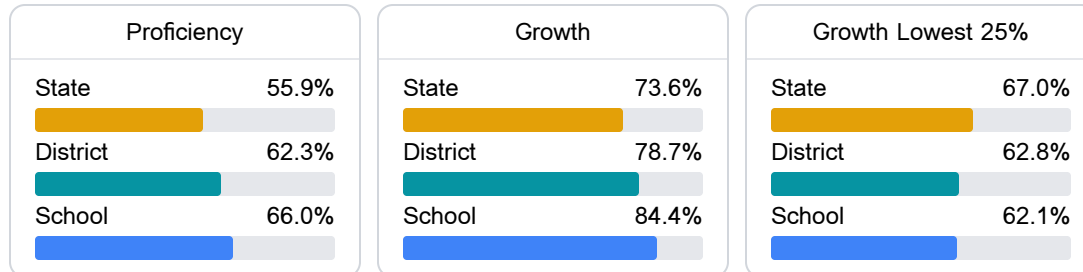 Proficiency
State 55.9%
District 62.3%
School 66.0%
Growth
State 73.6%
District 78.7%
School 84.4%
Growth Lowest 25%
State 67.0%
District 62.8%
School 62.1%